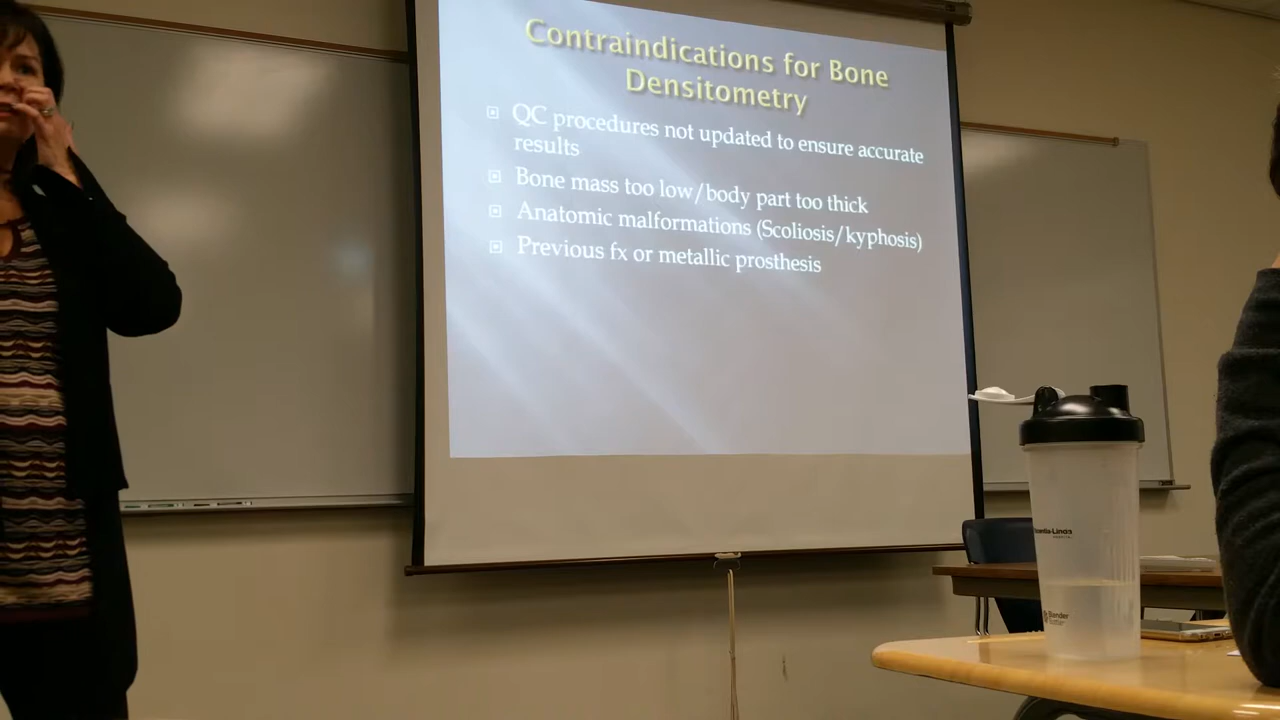 Contraindications for Bone
Densitometry
QC procedures not updated to ensure accurate
results
Bone mass too low/body part too thick
Anatomic malformations (Scoliosis/kyphosis)
Previous fx or metallic prosthesis